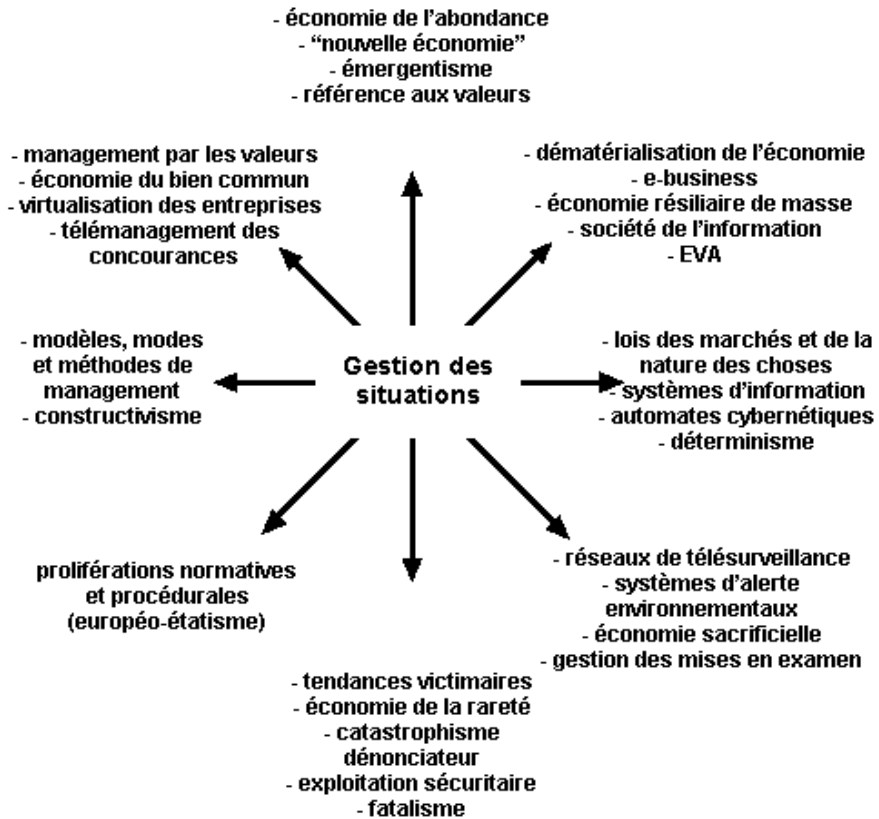 - économie de l'abondance
- “nouvelle économie”
- émergentisme
- référence aux valeurs
- management par les valeurs
- économie du bien commun
- virtualisation des entreprises
- télémanagement des
concourances
- dématérialisation de l'économie
- e-business
- économie résiliaire de masse
- société de l'information
- EVA
- modèles, modes
et méthodes de
management
- constructivisme
Gestion des
situations
- lois des marchés et de la
nature des choses
- systèmes d'information
- automates cybernétiques
- déterminisme
proliférations normatives
et procédurales
(européo-étatisme)
- réseaux de télésurveillance
- systèmes d'alerte
environnementaux
- économie sacrificielle
- gestion des mises en examen
- tendances victimaires
- économie de la rareté
- catastrophisme
dénonciateur
- exploitation sécuritaire
- fatalisme